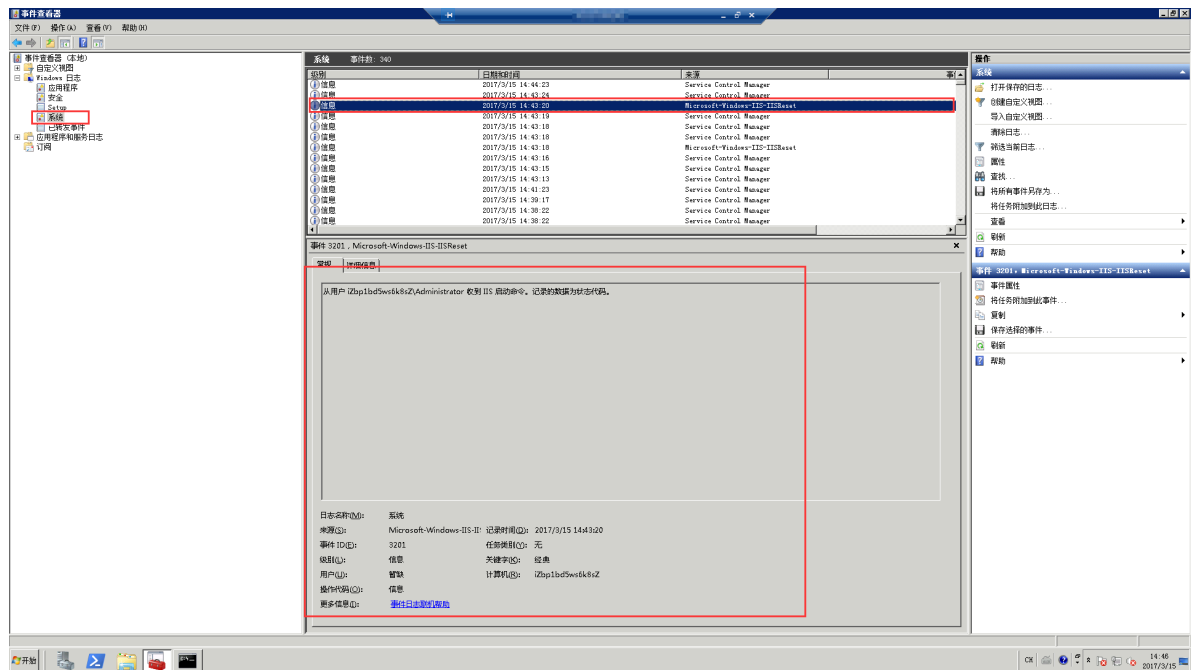 事件查看器
文件(F) 操作(A) 查看(V) 帮助(H)
事件查看器 (本地)
自定义视图
Windows 日志
应用程序
安全
Setup
系统
已转发事件
应用程序和服务日志
订阅
系统 事件数: 340
级别 日期和时间 来源 事
信息 2017/3/15 14:44:23 Service Control Manager
信息 2017/3/15 14:43:24 Service Control Manager
信息 2017/3/15 14:43:20 Microsoft-Windows-IIS-IISReset
信息 2017/3/15 14:43:19 Service Control Manager
信息 2017/3/15 14:43:18 Service Control Manager
信息 2017/3/15 14:43:18 Service Control Manager
信息 2017/3/15 14:43:18 Microsoft-Windows-IIS-IISReset
信息 2017/3/15 14:43:16 Service Control Manager
信息 2017/3/15 14:43:15 Service Control Manager
信息 2017/3/15 14:43:13 Service Control Manager
信息 2017/3/15 14:41:23 Service Control Manager
信息 2017/3/15 14:39:17 Service Control Manager
信息 2017/3/15 14:38:22 Service Control Manager
信息 2017/3/15 14:38:22 Service Control Manager
事件 3201，Microsoft-Windows-IIS-IISReset
常规 详细信息
从用户 iZbp1bd5ws6k8sZ\Administrator 收到 IIS 启动命令。记录的数据为状态代码。
日志名称(M): 系统
来源(S): Microsoft-Windows-IIS-II 记录时间(D): 2017/3/15 14:43:20
事件 ID(E): 3201 任务类别(Y): 无
级别(L): 信息 关键字(K): 经典
用户(U): 暂缺 计算机(R): iZbp1bd5ws6k8sZ
操作代码(O): 信息
更多信息(I): 事件日志联机帮助
操作
系统
打开保存的日志...
创建自定义视图...
导入自定义视图...
清除日志...
筛选当前日志...
属性
查找...
将所有事件另存为...
将任务附加到此日志...
查看
刷新
帮助
事件 3201，Microsoft-Windows-IIS-IISReset
事件属性
将任务附加到此事件...
复制
保存选择的事件...
刷新
帮助
开始
CH
14:46
2017/3/15